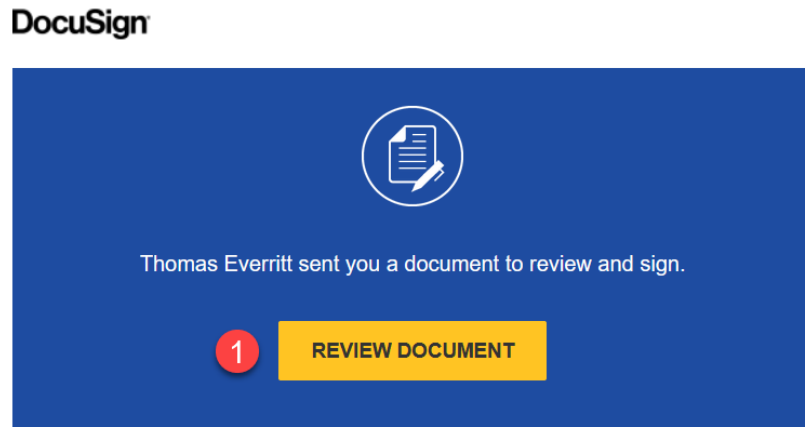 DocuSign
Thomas Everritt sent you a document to review and sign.
1
REVIEW DOCUMENT